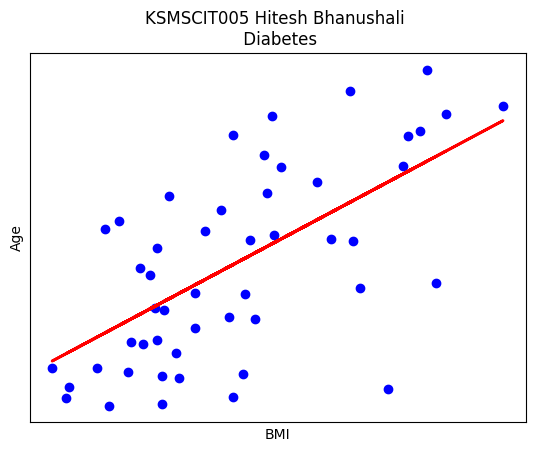 KSMSCIT005 Hitesh Bhanushali
Diabetes
Age
BMI